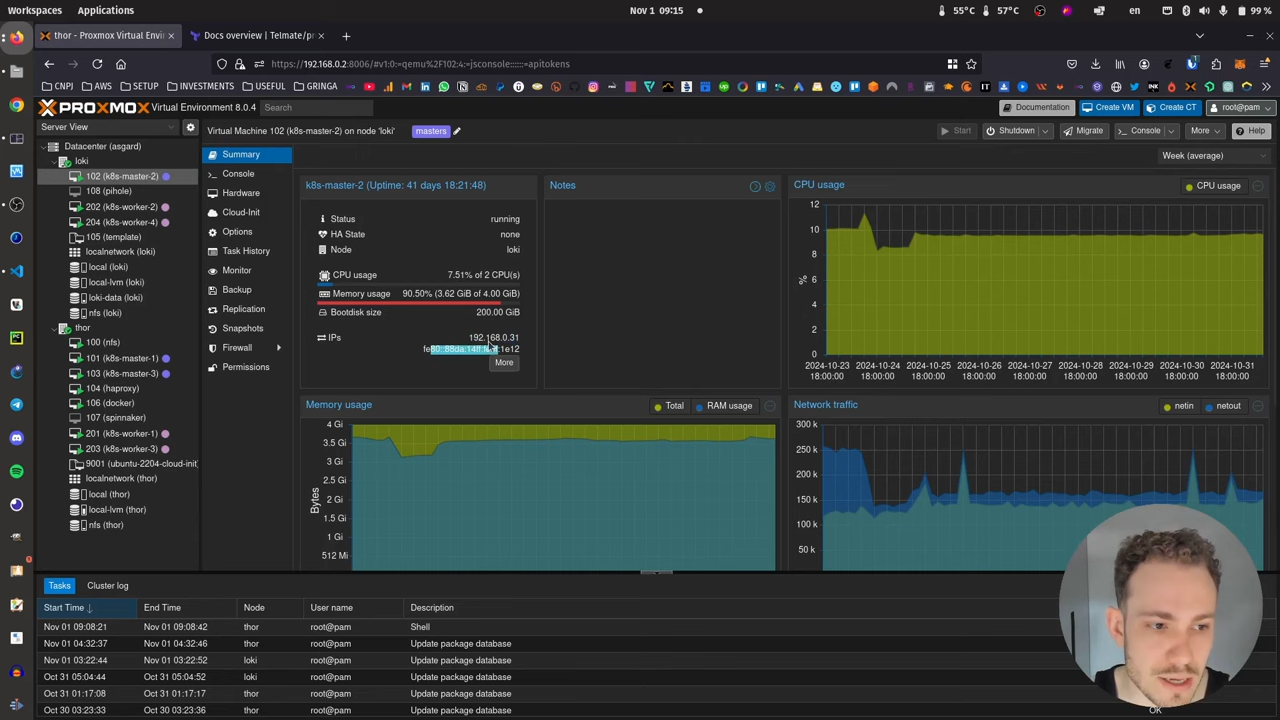 Workspaces Applications Nov 1 09:15 55°C 57°C en 99 %
thor - Proxmox Virtual Envi Docs overview | Telmate/pr
https://192.168.0.2:8006/#v1:0:=qemu%2F102:4:=jsconsole::::::=apitokens
CNPJ AWS SETUP INVESTMENTS GRINGA
PROXMOX Virtual Environment 8.0.4 Search Documentation Create VM Create CT root@pam
Server View
Virtual Machine 102 (k8s-master-2) on node 'loki' masters Start Shutdown Migrate Console More Help
Datacenter (asgard)
loki
102 (k8s-master-2)
108 (pihole)
202 (k8s-worker-2)
204 (k8s-worker-4)
105 (template)
localnetwork (loki)
local (loki)
local-lvm (loki)
loki-data (loki)
nfs (loki)
thor
100 (nfs)
101 (k8s-master-1)
103 (k8s-master-3)
104 (haproxy)
106 (docker)
107 (spinnaker)
201 (k8s-worker-1)
203 (k8s-worker-3)
9001 (ubuntu-2204-cloud-init)
localnetwork (thor)
local (thor)
local-lvm (thor)
nfs (thor)
Summary
Console
Hardware
Cloud-Init
Options
Task History
Monitor
Backup
Replication
Snapshots
Firewall
Permissions
Week (average)
k8s-master-2 (Uptime: 41 days 18:21:48)
Status running
HA State none
Node loki
CPU usage 7.51% of 2 CPU(s)
Memory usage 90.50% (3.62 GiB of 4.00 GiB)
Bootdisk size 200.00 GiB
IPs 192.168.0.31
More
Notes
CPU usage CPU usage
12
10
8
6
4
2
0
%
2024-10-23 18:00:00 2024-10-24 18:00:00 2024-10-25 18:00:00 2024-10-26 18:00:00 2024-10-27 18:00:00 2024-10-28 18:00:00 2024-10-29 18:00:00 2024-10-30 18:00:00 2024-10-31 18:00:00
Memory usage Total RAM usage
4 Gi
3.5 Gi
3 Gi
2.5 Gi
2 Gi
1.5 Gi
1 Gi
512 Mi
Bytes
Network traffic netin netout
300 k
250 k
200 k
150 k
100 k
50 k
Tasks Cluster log
Start Time End Time Node User name Description
Nov 01 09:08:21 Nov 01 09:08:42 thor root@pam Shell
Nov 01 04:32:37 Nov 01 04:32:46 thor root@pam Update package database
Nov 01 03:22:44 Nov 01 03:22:52 loki root@pam Update package database
Oct 31 05:04:44 Oct 31 05:04:52 loki root@pam Update package database
Oct 31 01:17:08 Oct 31 01:17:17 thor root@pam Update package database
Oct 30 03:23:33 Oct 30 03:23:36 thor root@pam Update package database OK